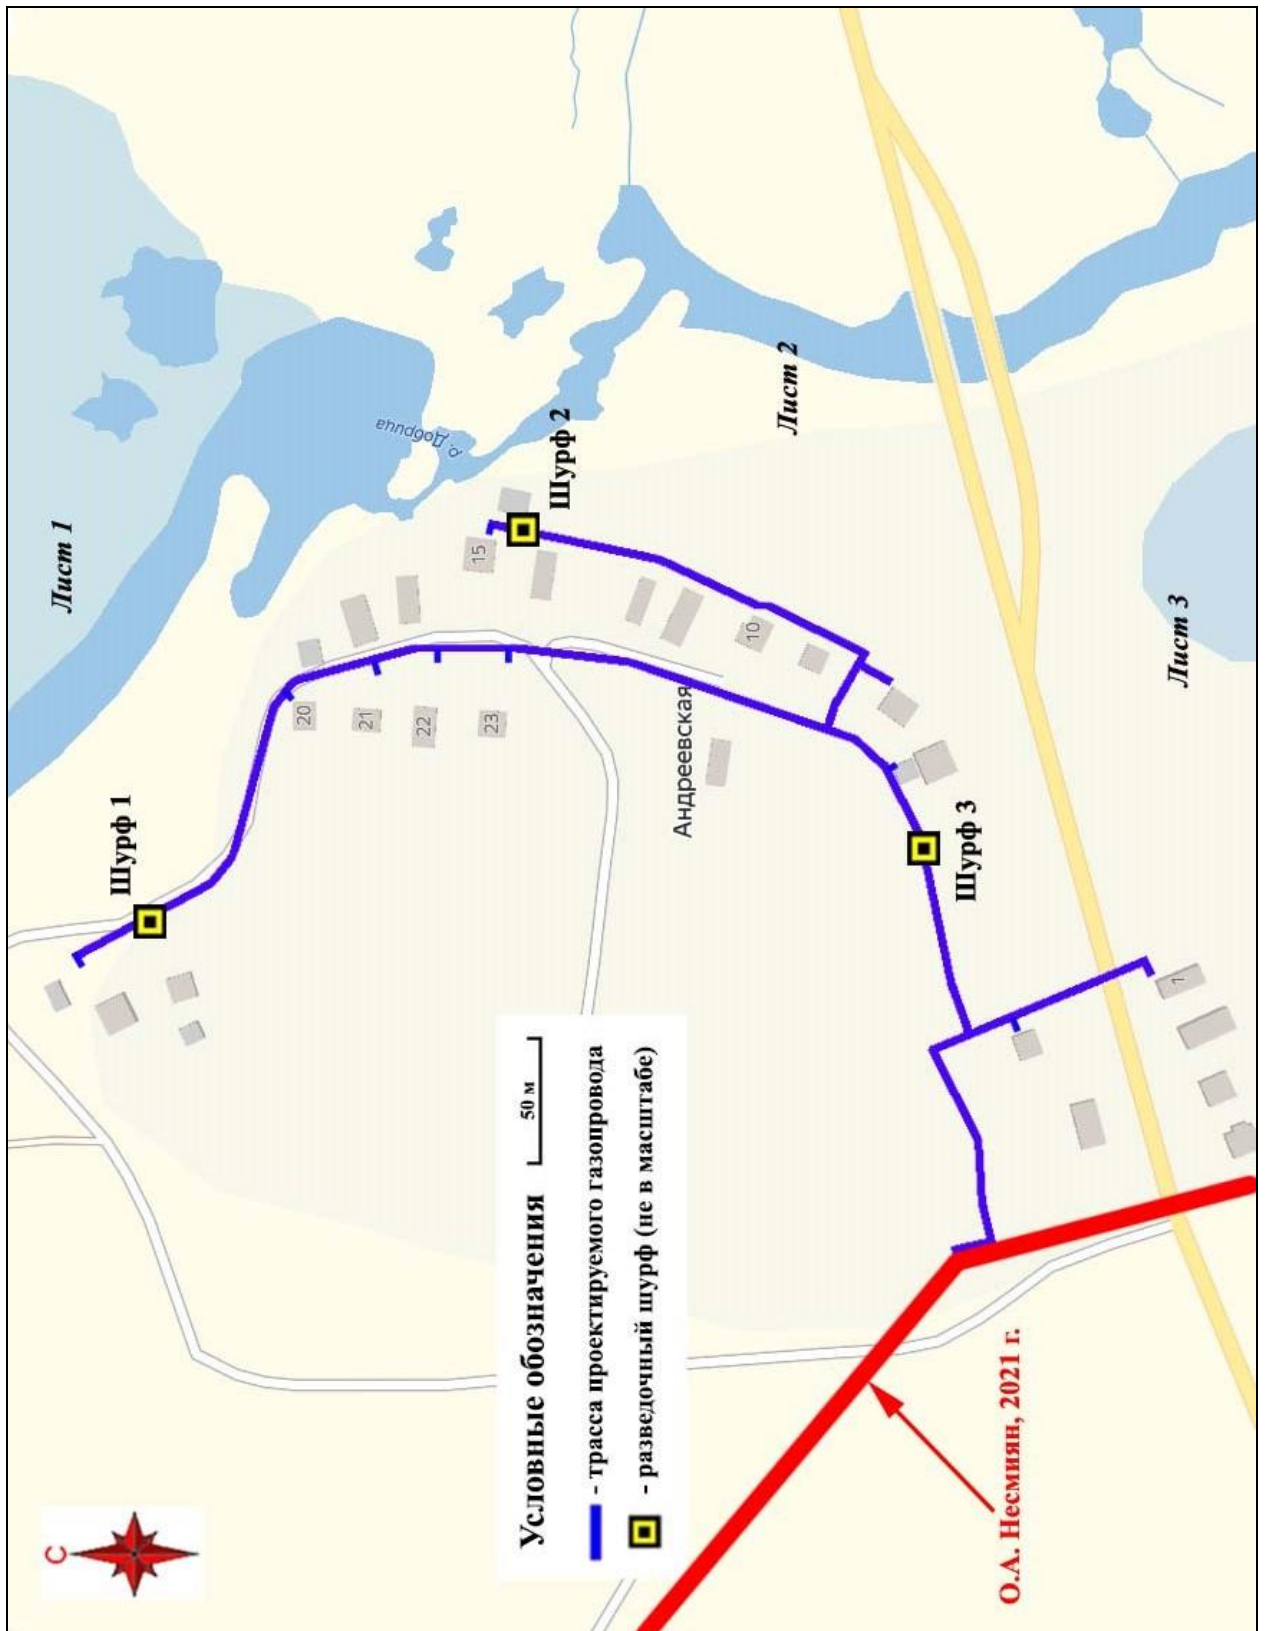 Лист 1
Шурф 1
20
21
22
23
15
р. Добрица
Шурф 2
Лист 2
10
Андреевская
Шурф 3
Лист 3
1
С
Условные обозначения
50 м
- трасса проектируемого газопровода
- разведочный шурф (не в масштабе)
О.А. Несмиян, 2021 г.